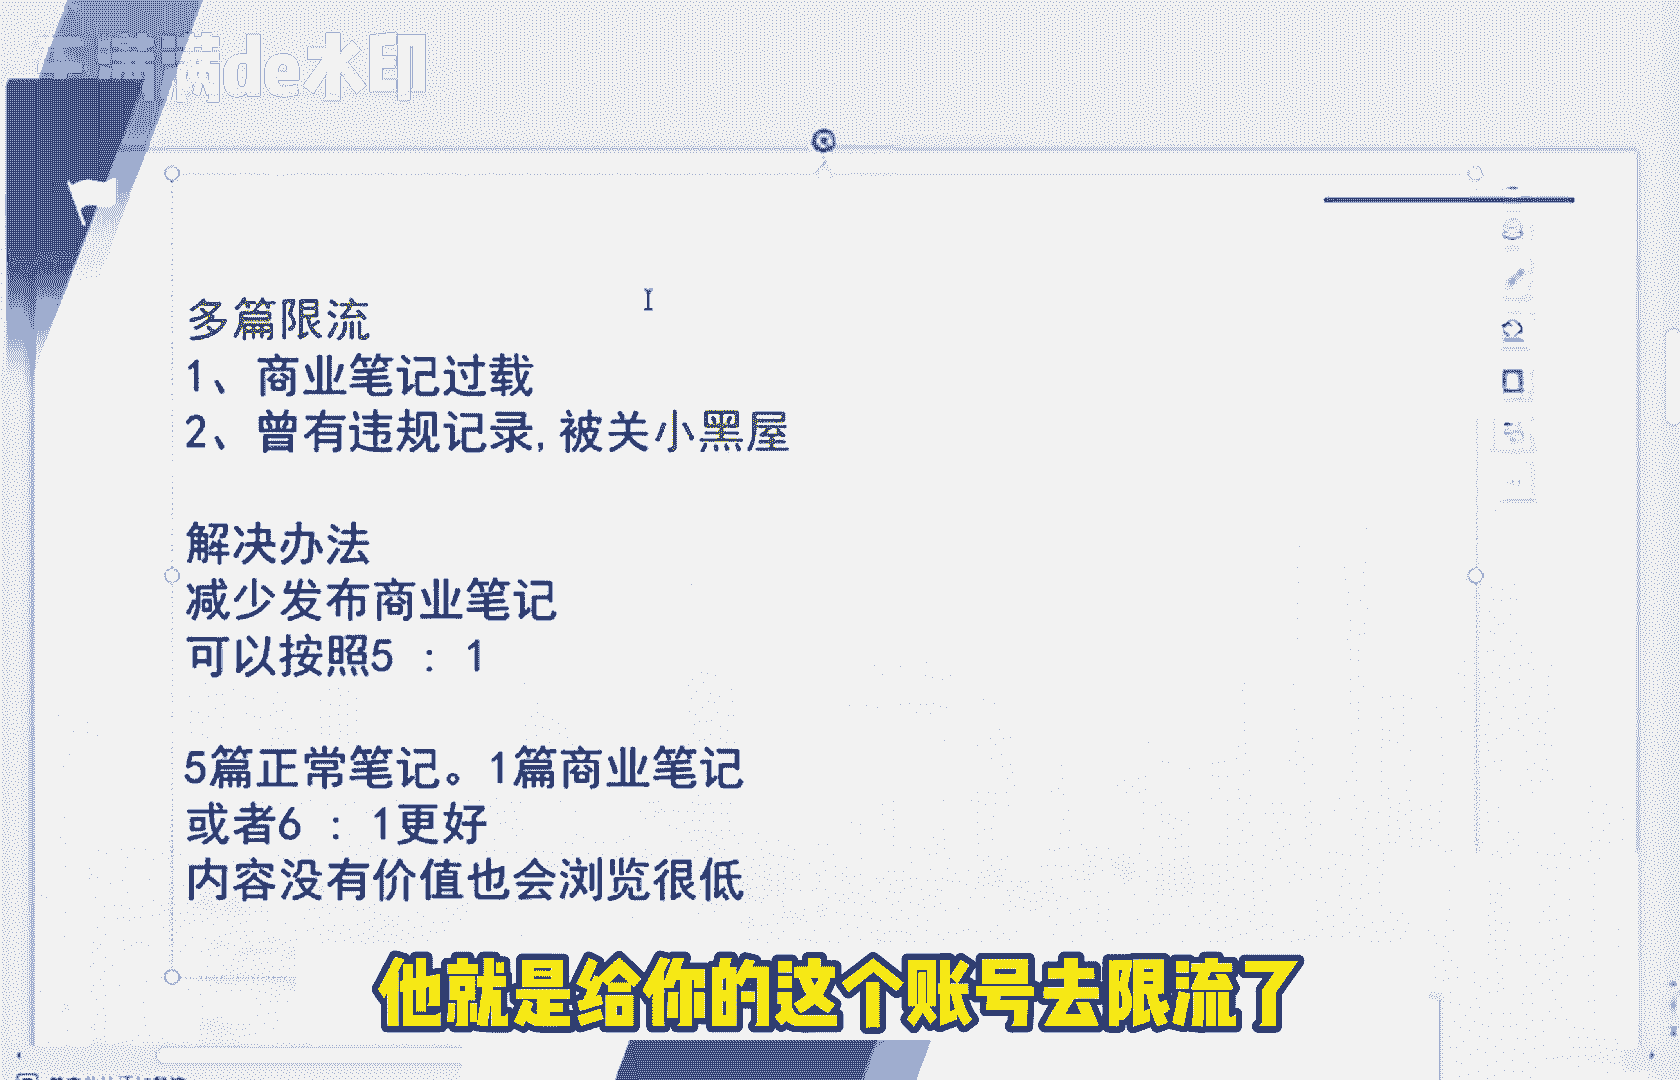 满满de水印
多篇限流
1、商业笔记过载
2、曾有违规记录,被关小黑屋
解决办法
减少发布商业笔记
可以按照5 : 1
5篇正常笔记。1篇商业笔记
或者6 : 1更好
内容没有价值也会浏览很低
他就是给你的这个账号去限流了